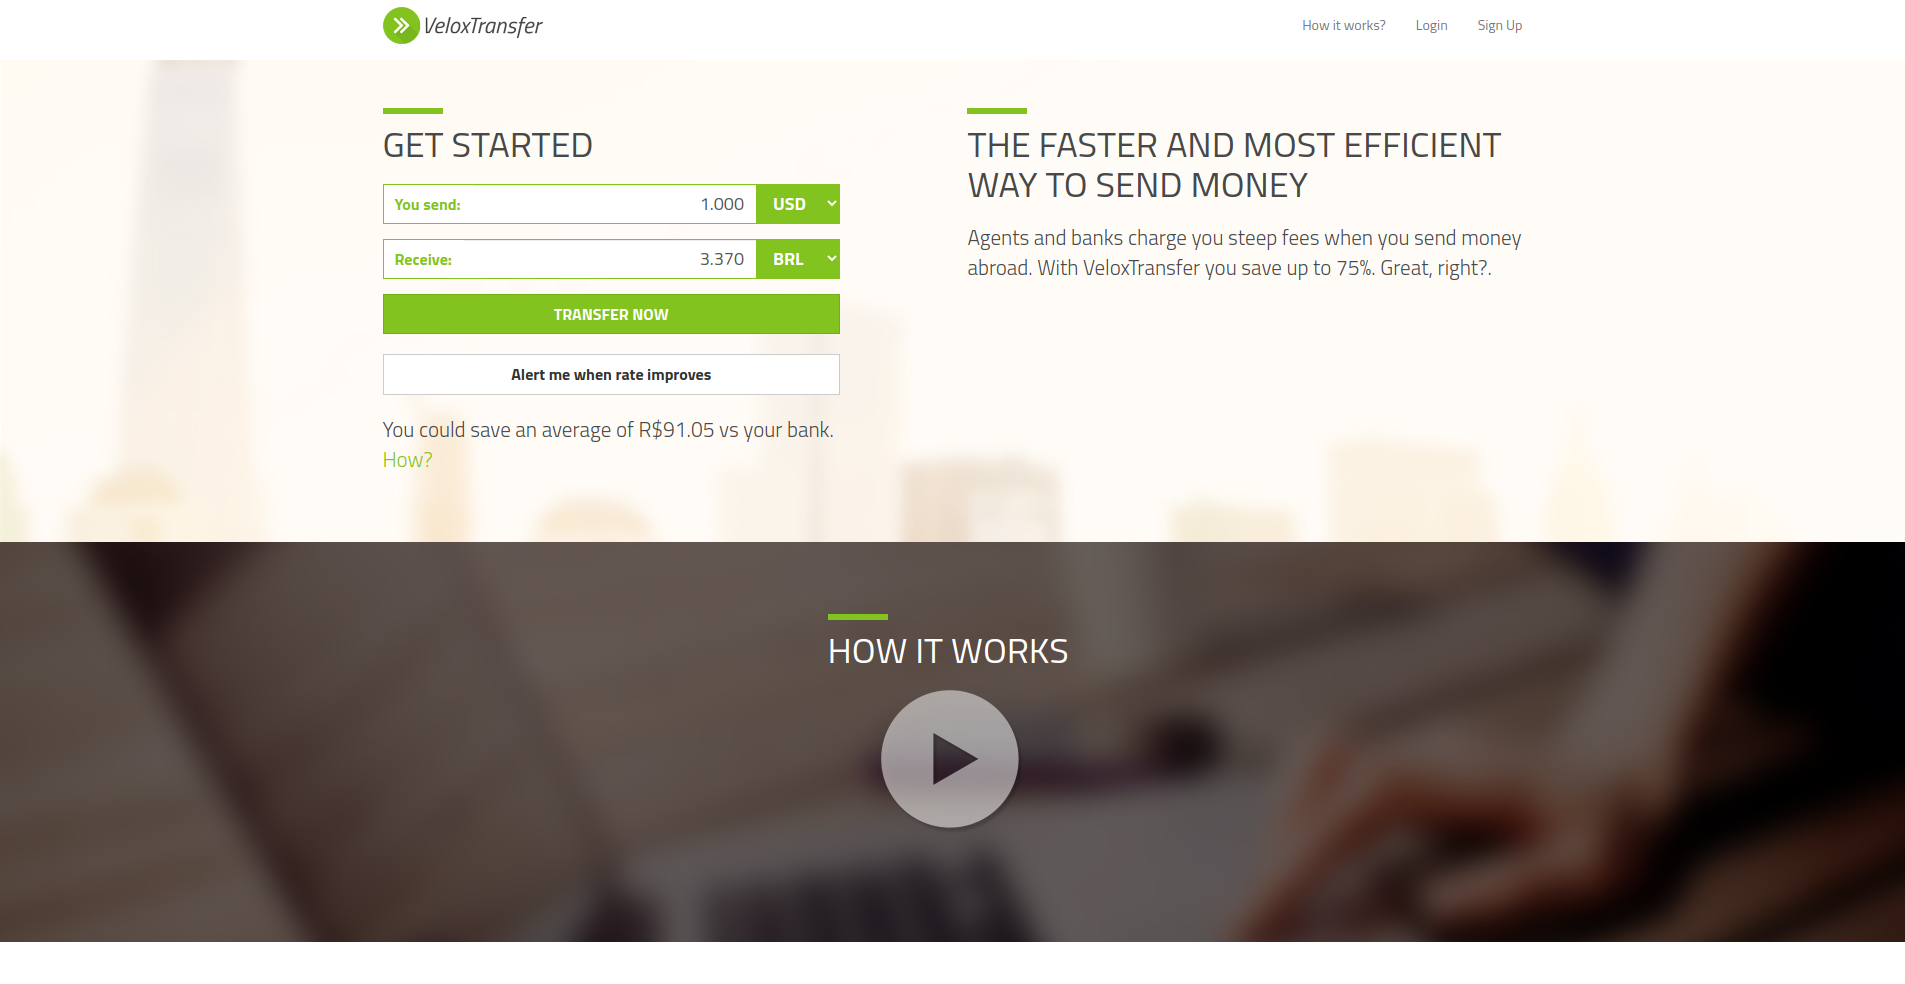 VeloxTransfer
How it works?
Login
Sign Up
GET STARTED
You send: 1.000 USD
Receive: 3.370 BRL
TRANSFER NOW
Alert me when rate improves
You could save an average of R$91.05 vs your bank.
How?
THE FASTER AND MOST EFFICIENT
WAY TO SEND MONEY
Agents and banks charge you steep fees when you send money
abroad. With VeloxTransfer you save up to 75%. Great, right?.
HOW IT WORKS